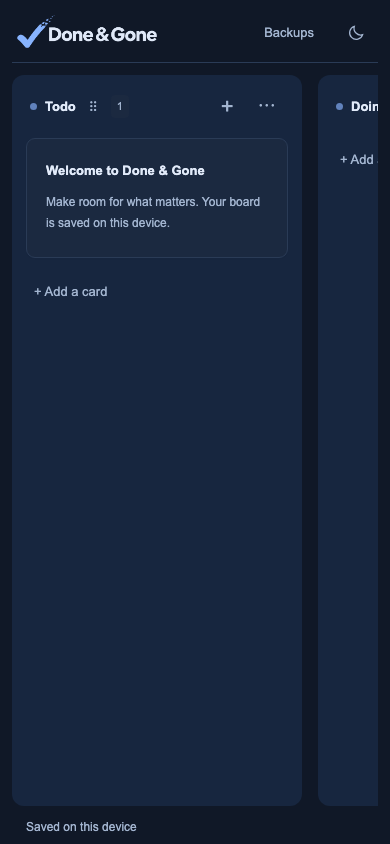 Done & Gone
Backups
Todo
1
+
...
Doin
Welcome to Done & Gone
Make room for what matters. Your board
is saved on this device.
+ Add a card
+ Add
Saved on this device